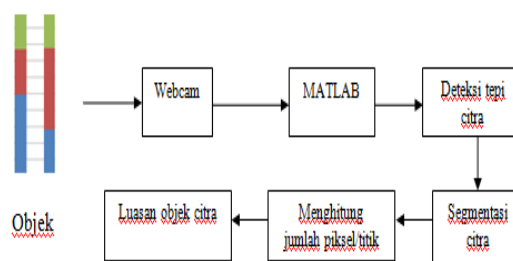 Webcam
MATLAB
Deteksi tepi
citra
Objek
Luasan objek citra
Menghitung
jumlah piksel/titik
Segmentasi
citra